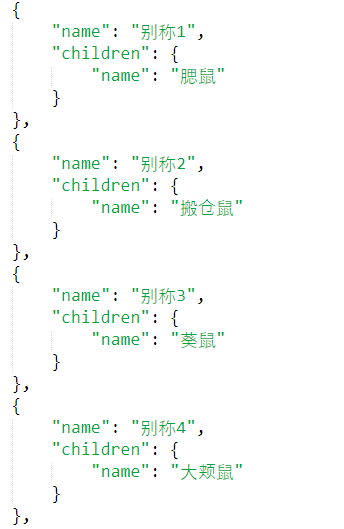 {
"name": "别称1",
"children": {
"name": "腮鼠"
}
},
{
"name": "别称2",
"children": {
"name": "搬仓鼠"
}
},
{
"name": "别称3",
"children": {
"name": "葵鼠"
}
},
{
"name": "别称4",
"children": {
"name": "大颊鼠"
}
},